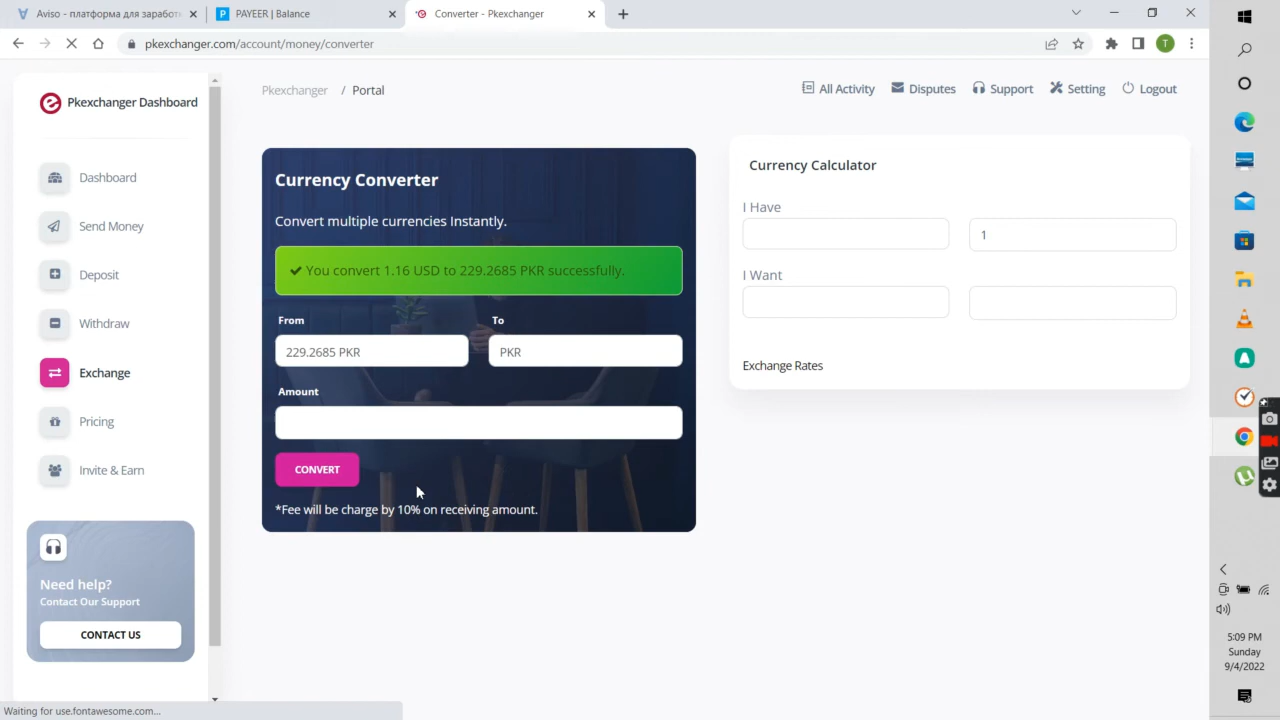 Aviso - платформа для заработ
PAYEER | Balance
Converter - Pkexchanger
pkexchanger.com/account/money/converter
T
Pkexchanger Dashboard
Pkexchanger / Portal
All Activity
Disputes
Support
Setting
Logout
Dashboard
Send Money
Deposit
Withdraw
Exchange
Pricing
Invite & Earn
Need help?
Contact Our Support
CONTACT US
Currency Converter
Convert multiple currencies Instantly.
You convert 1.16 USD to 229.2685 PKR successfully.
From
To
229.2685 PKR
PKR
Amount
CONVERT
*Fee will be charge by 10% on receiving amount.
Currency Calculator
I Have
1
I Want
Exchange Rates
5:09 PM
Sunday
9/4/2022
Waiting for use.fontawesome.com...